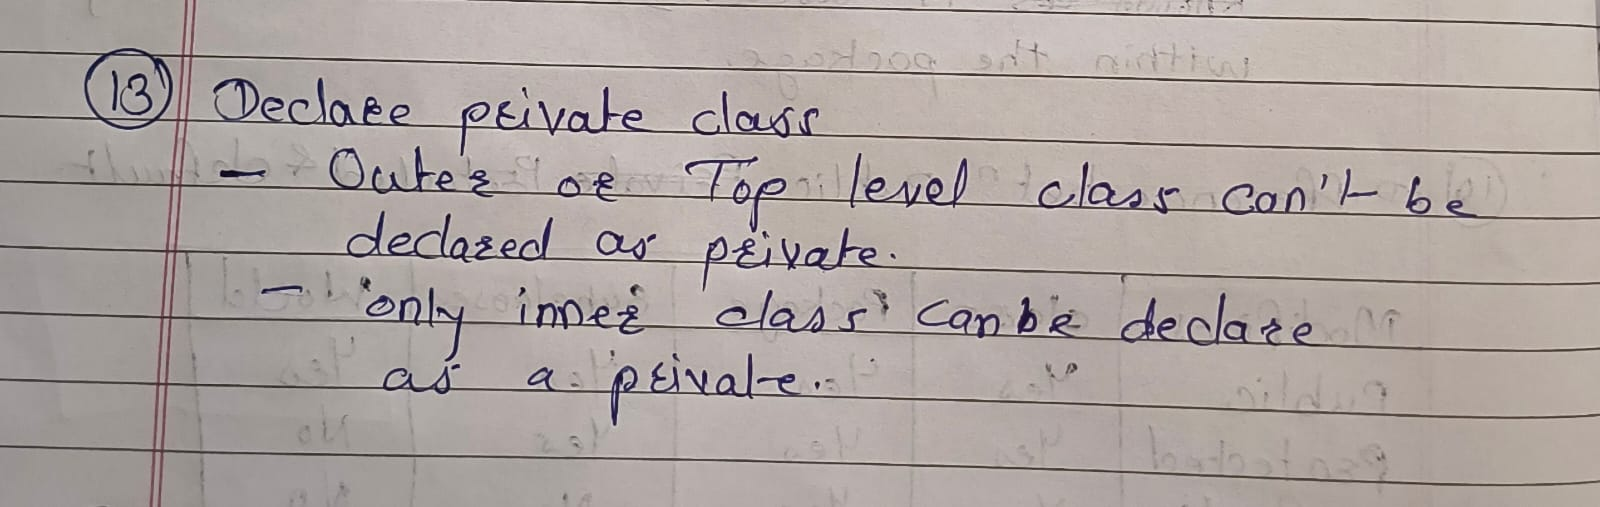 13 Declare private class
- Outer or Top level class can't be
declared as private.
- only inner class can be declare
as a private.